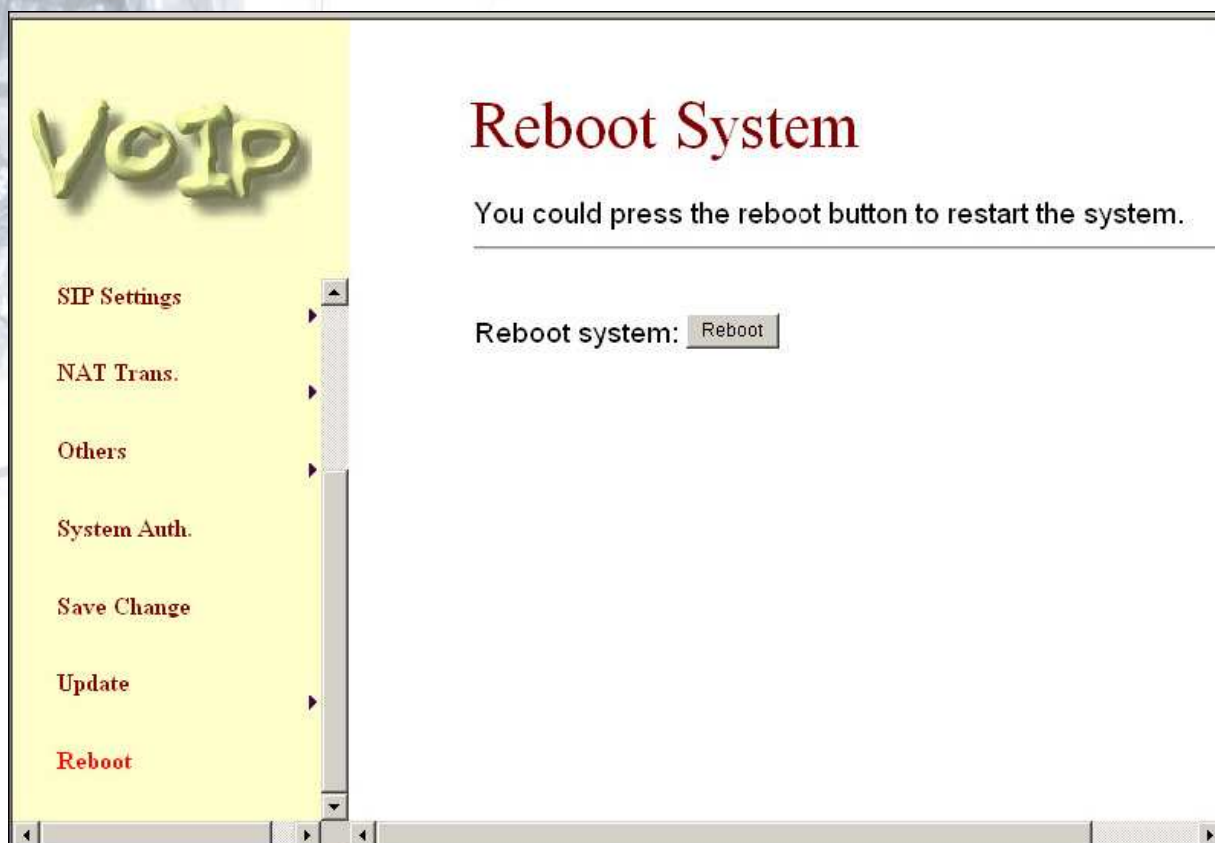 VOIP
SIP Settings
NAT Trans.
Others
System Auth.
Save Change
Update
Reboot
Reboot System
You could press the reboot button to restart the system.
Reboot system: Reboot